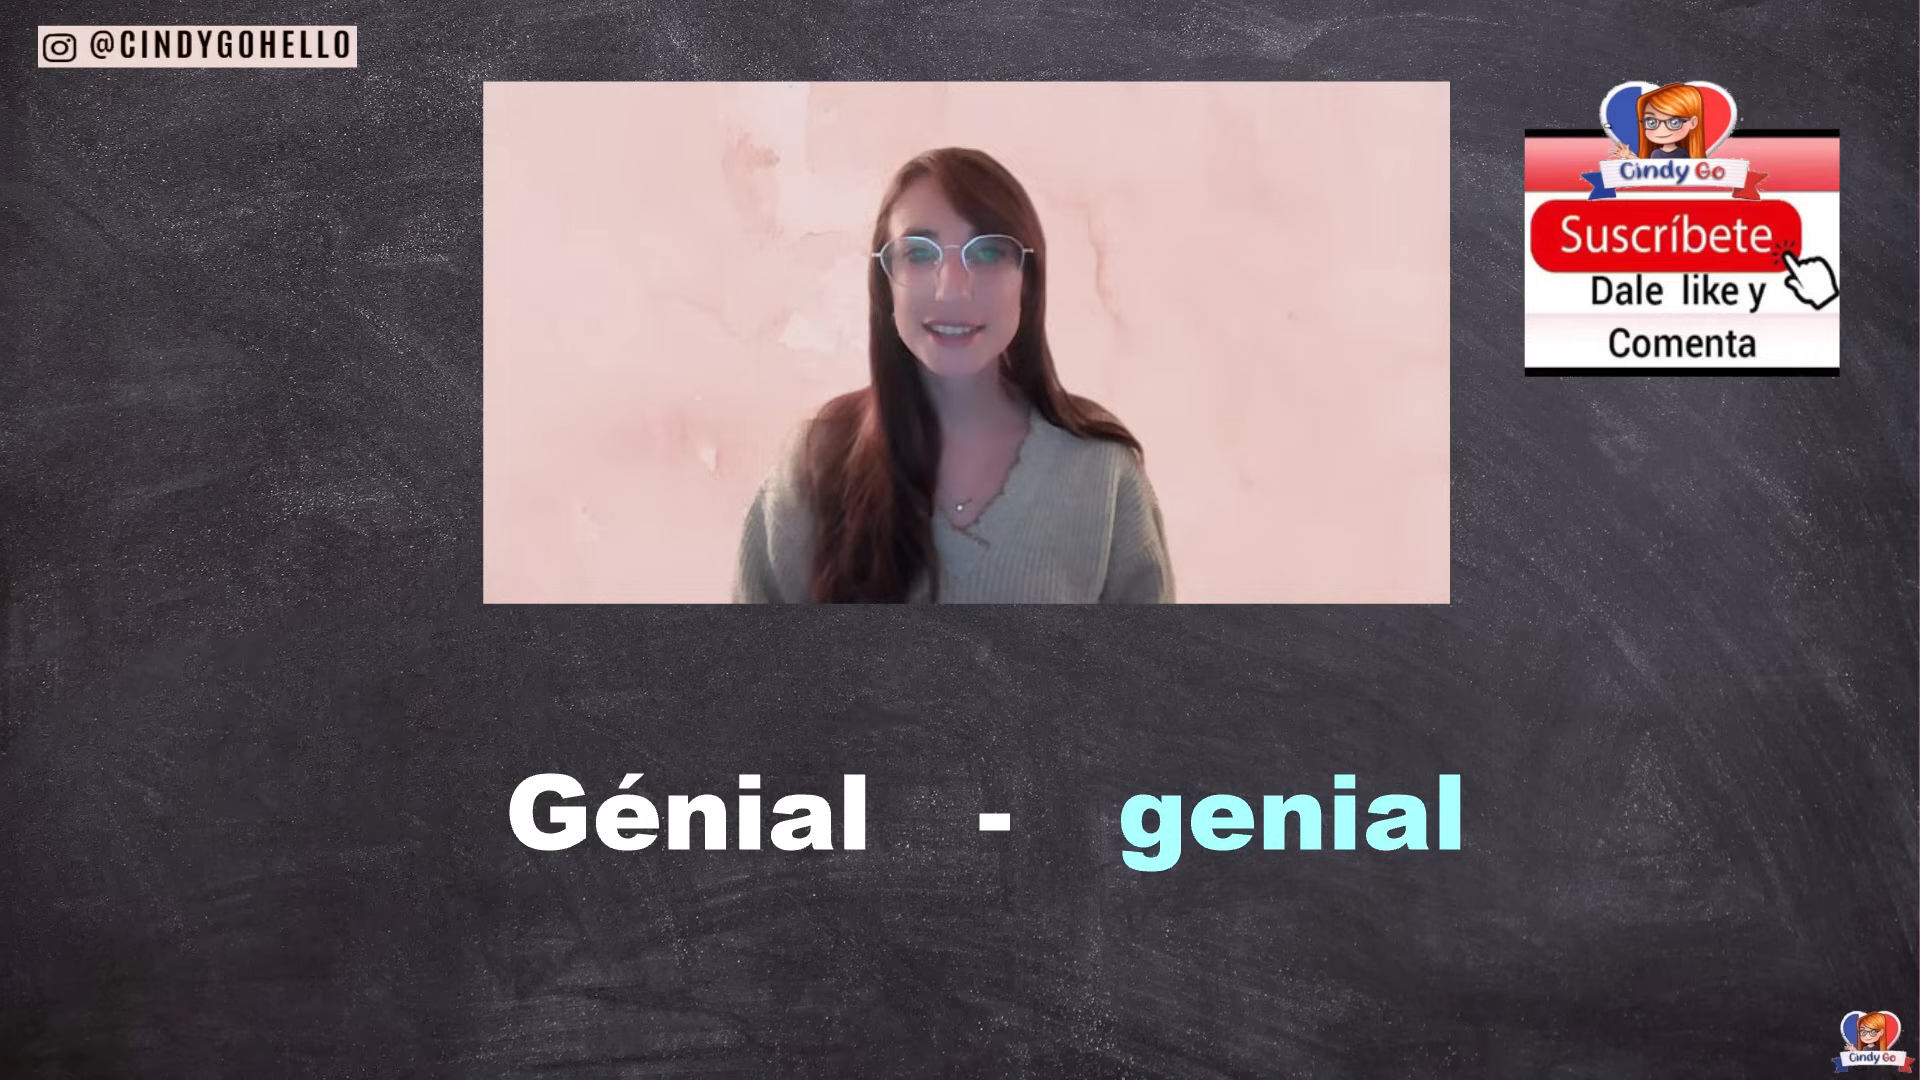 @CINDYGOHELLO
Cindy Go
Suscríbete
Dale like y
Comenta
Génial - genial
Cindy Go